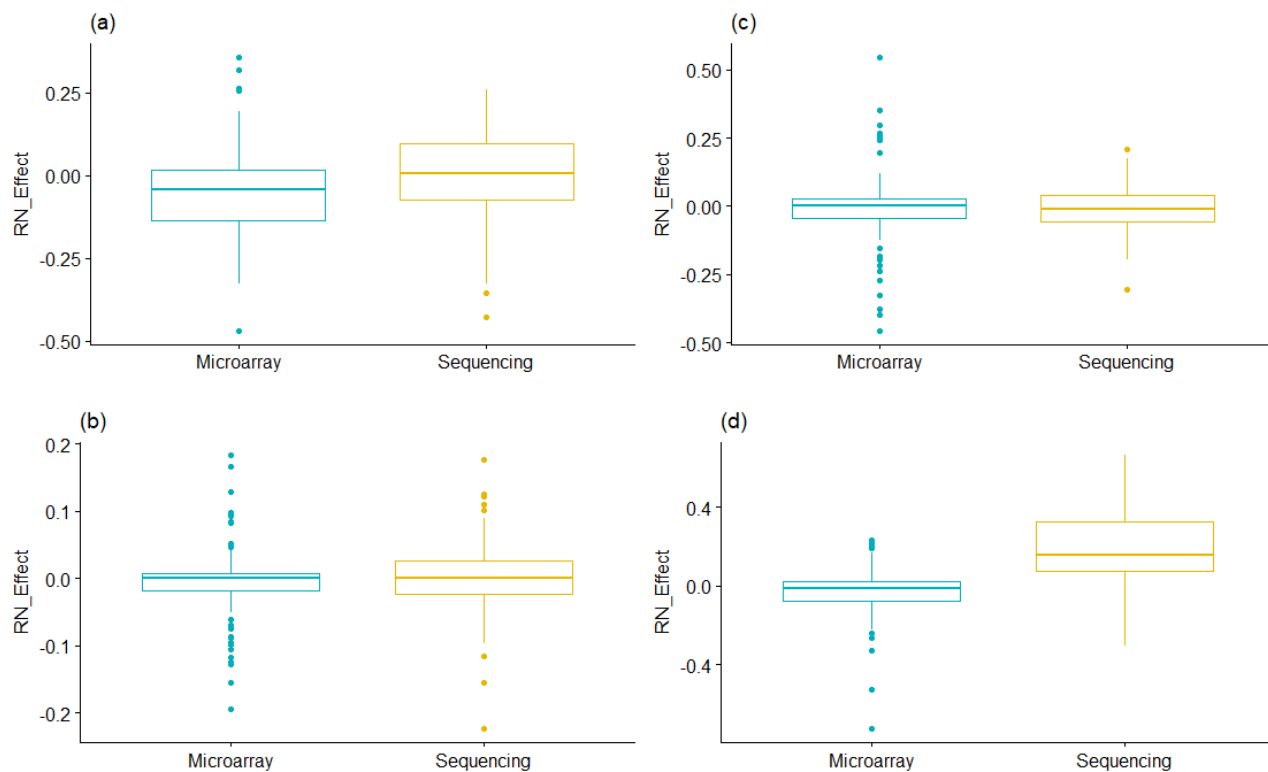 (a)
RN_Effect
0.25
0.00
-0.25
-0.50
Microarray
Sequencing
(c)
RN_Effect
0.50
0.25
0.00
-0.25
-0.50
Microarray
Sequencing
(b)
RN_Effect
0.2
0.1
0.0
-0.1
-0.2
Microarray
Sequencing
(d)
RN_Effect
0.4
0.0
-0.4
Microarray
Sequencing